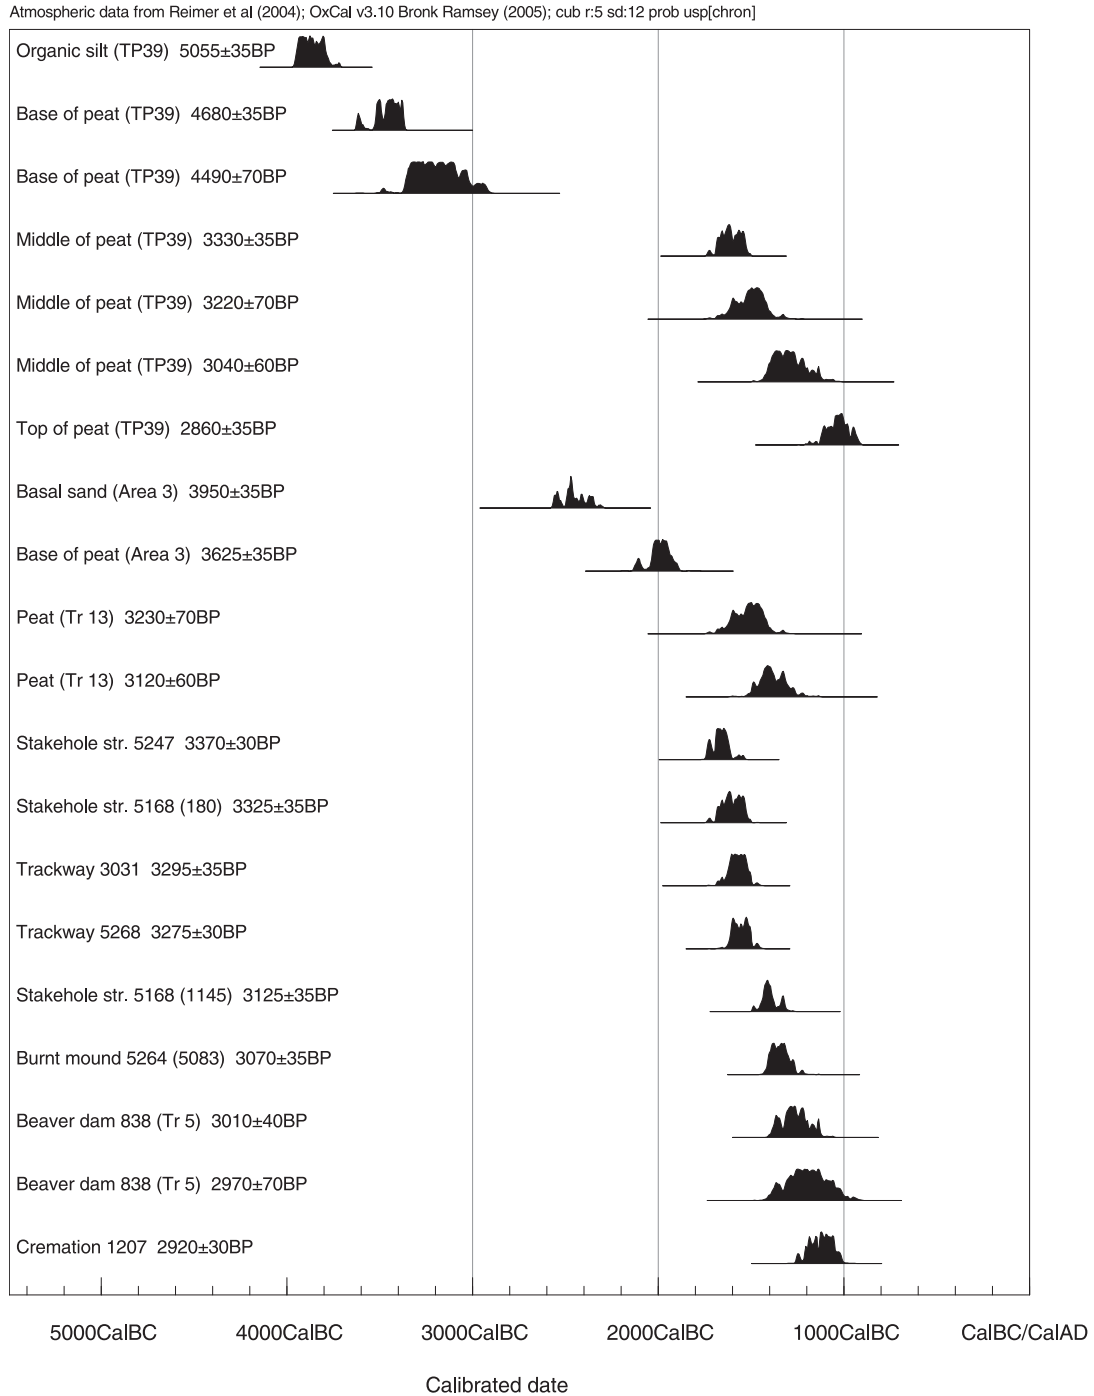 Atmospheric data from Reimer et al (2004); OxCal v3.10 Bronk Ramsey (2005); cub r:5 sd:12 prob usp[chron]
Organic silt (TP39) 5055±35BP
Base of peat (TP39) 4680±35BP
Base of peat (TP39) 4490±70BP
Middle of peat (TP39) 3330±35BP
Middle of peat (TP39) 3220±70BP
Middle of peat (TP39) 3040±60BP
Top of peat (TP39) 2860±35BP
Basal sand (Area 3) 3950±35BP
Base of peat (Area 3) 3625±35BP
Peat (Tr 13) 3230±70BP
Peat (Tr 13) 3120±60BP
Stakehole str. 5247 3370±30BP
Stakehole str. 5168 (180) 3325±35BP
Trackway 3031 3295±35BP
Trackway 5268 3275±30BP
Stakehole str. 5168 (1145) 3125±35BP
Burnt mound 5264 (5083) 3070±35BP
Beaver dam 838 (Tr 5) 3010±40BP
Beaver dam 838 (Tr 5) 2970±70BP
Cremation 1207 2920±30BP
5000CalBC 4000CalBC 3000CalBC 2000CalBC 1000CalBC CalBC/CalAD
Calibrated date